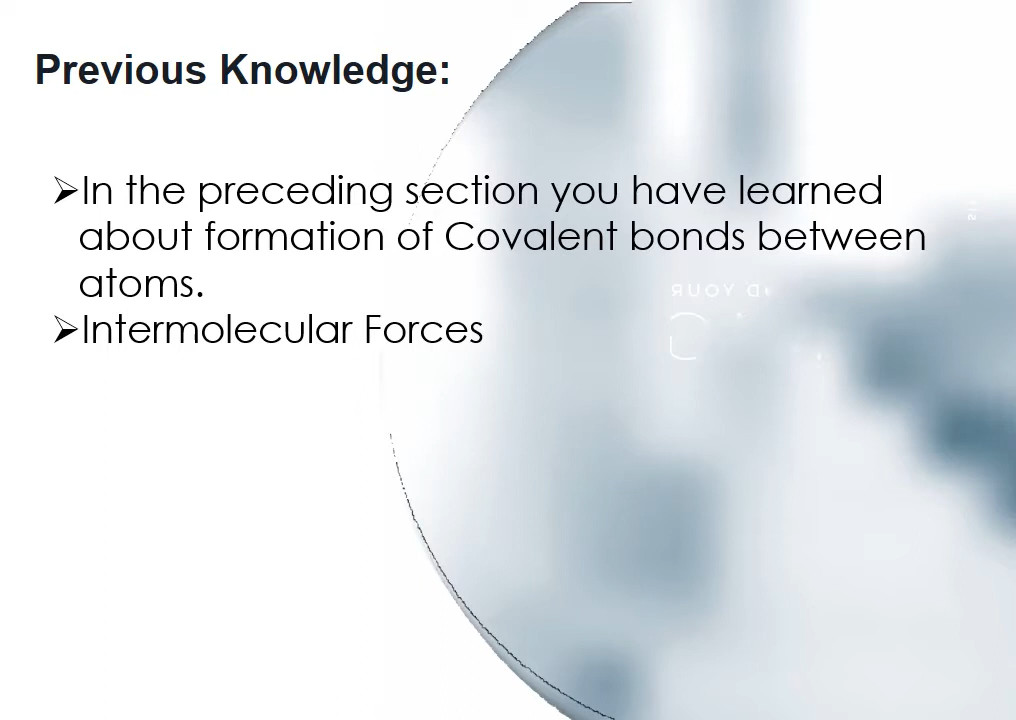 Previous Knowledge:
➢In the preceding section you have learned
about formation of Covalent bonds between
atoms.
➢Intermolecular Forces